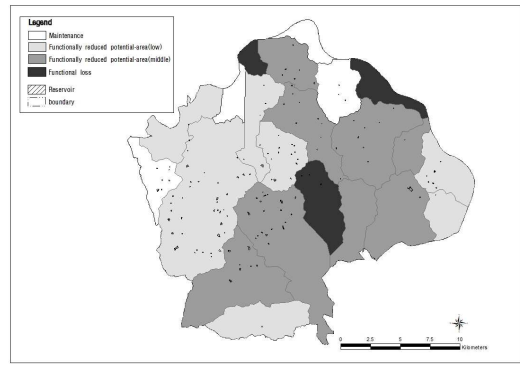 Legend
Maintenance
Functionally reduced potential-area(low)
Functionally reduced potential-area(middle)
Functional loss
Reservoir
boundary
0 2.5 5 7.5 10
Kilometers